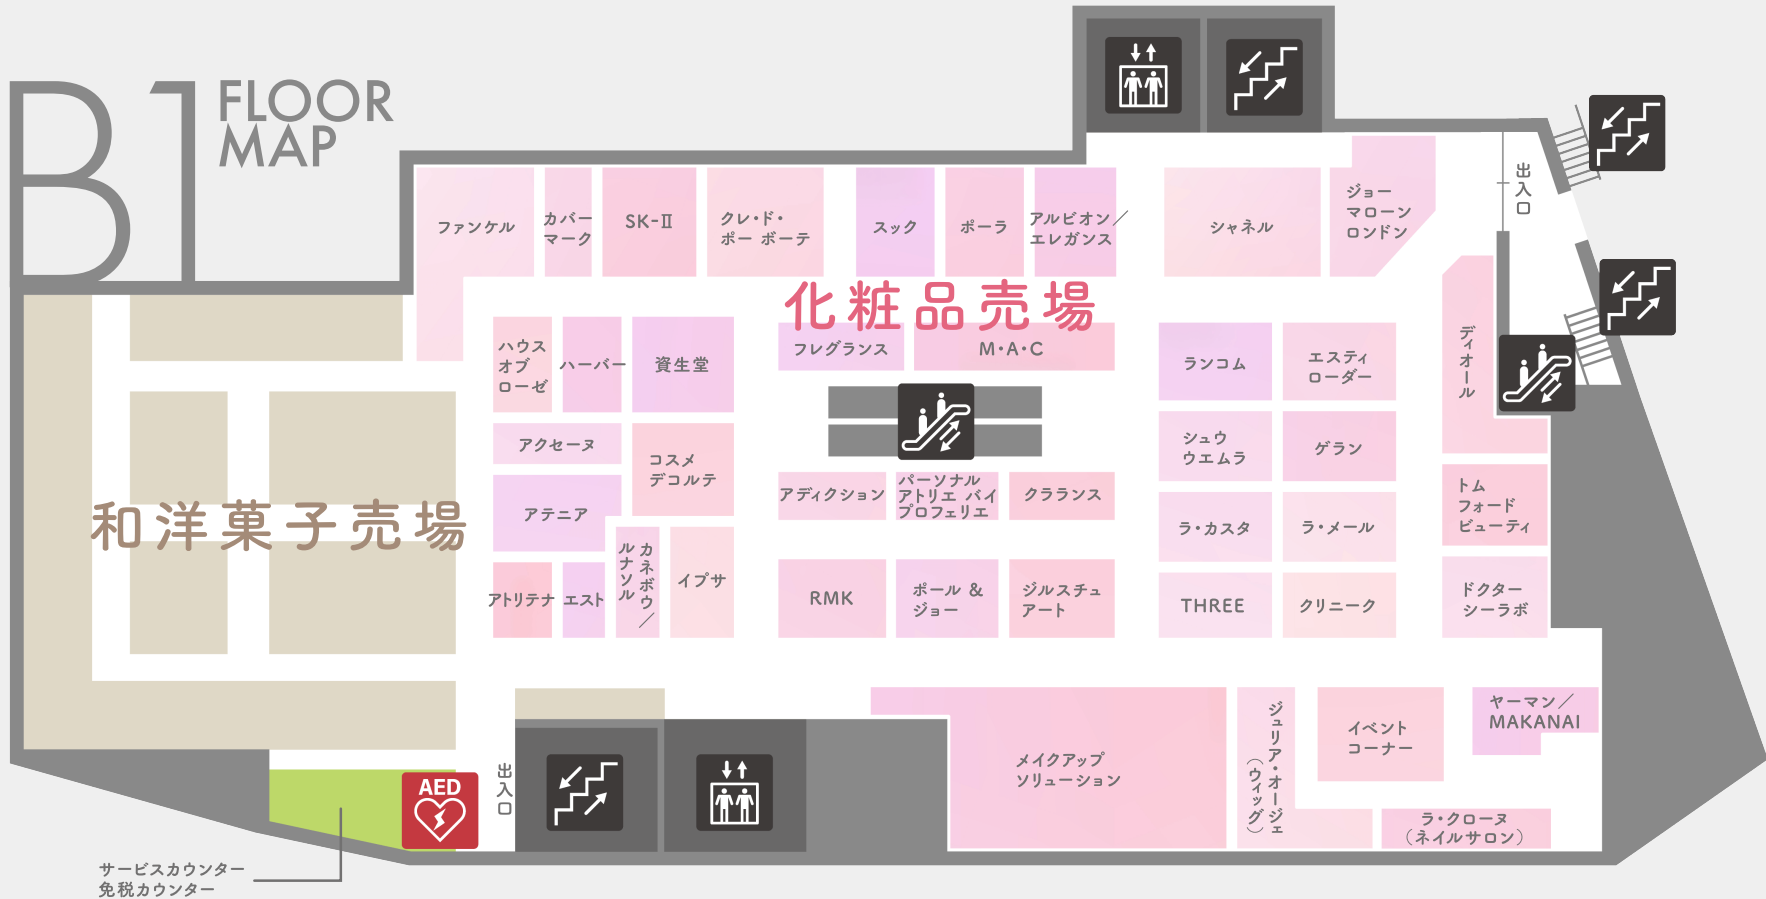 B1
FLOOR
MAP
出入口
ファンケル
カバー
マーク
SK-II
クレ・ド・
ポー ボーテ
スック
ポーラ
アルビオン／
エレガンス
シャネル
ジョー
マローン
ロンドン
化粧品売場
ハウス
オブ
ローゼ
ハーバー
資生堂
フレグランス
M・A・C
ランコム
エスティ
ローダー
ディオール
アクセーヌ
コスメ
デコルテ
シュウ
ウエムラ
ゲラン
アディクション
パーソナル
アトリエ バイ
プロフェリエ
クラランス
トム
フォード
ビューティ
和洋菓子売場
アテニア
ラ・カスタ
ラ・メール
アトリテナ
エスト
カネボウ／
ルナソル
イプサ
RMK
ポール ＆
ジョー
ジルスチュ
アート
THREE
クリニーク
ドクター
シーラボ
メイクアップ
ソリューション
ジュリア・オージェ
（ウィッグ）
イベント
コーナー
ヤーマン／
MAKANAI
ラ・クローヌ
（ネイルサロン）
AED
出入口
サービスカウンター
免税カウンター